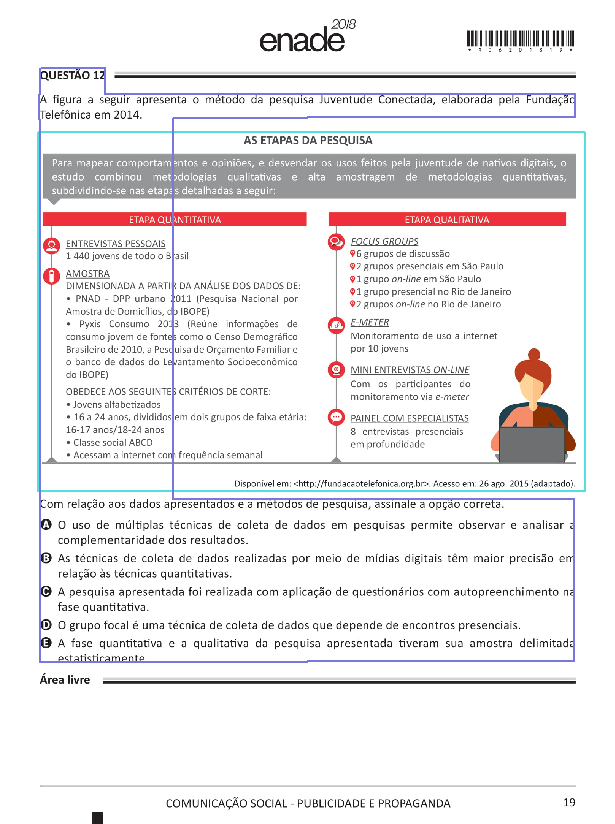 enade2018
*R0620181 9*
QUESTÃO 12
A figura a seguir apresenta o método da pesquisa Juventude Conectada, elaborada pela Fundação
Telefônica em 2014.
AS ETAPAS DA PESQUISA
Para mapear comportamentos e opiniões, e desvendar os usos feitos pela juventude de nativos digitais, o
estudo combinou metodologias qualitativas e alta amostragem de metodologias quantitativas,
subdividindo-se nas etapas detalhadas a seguir:
ETAPA QUANTITATIVA
ENTREVISTAS PESSOAIS
1 440 jovens de todo o Brasil
AMOSTRA
DIMENSIONADA A PARTIR DA ANÁLISE DOS DADOS DE:
• PNAD - DPP urbano 2011 (Pesquisa Nacional por
Amostra de Domicílios, do IBOPE)
• Pyxis Consumo 2013 (Reúne informações de
consumo jovem de fontes como o Censo Demográfico
Brasileiro de 2010, a Pesquisa de Orçamento Familiar e
o banco de dados do Levantamento Socioeconômico
do IBOPE)
OBEDECE AOS SEGUINTES CRITÉRIOS DE CORTE:
• Jovens alfabetizados
• 16 a 24 anos, divididos em dois grupos de faixa etária:
16-17 anos/18-24 anos
• Classe social ABCD
• Acessam a internet com frequência semanal
ETAPA QUALITATIVA
FOCUS GROUPS
6 grupos de discussão
2 grupos presenciais em São Paulo
1 grupo on-line em São Paulo
1 grupo presencial no Rio de Janeiro
2 grupos on-line no Rio de Janeiro
E-METER
Monitoramento de uso a internet
por 10 jovens
MINI ENTREVISTAS ON-LINE
Com os participantes do
monitoramento via e-meter
PAINEL COM ESPECIALISTAS
8 entrevistas presenciais
em profundidade
Disponível em: <http://fundacaotelefonica.org.br>. Acesso em: 26 ago. 2015 (adaptado).
Com relação aos dados apresentados e a métodos de pesquisa, assinale a opção correta.
A O uso de múltiplas técnicas de coleta de dados em pesquisas permite observar e analisar a
complementaridade dos resultados.
B As técnicas de coleta de dados realizadas por meio de mídias digitais têm maior precisão em
relação às técnicas quantitativas.
C A pesquisa apresentada foi realizada com aplicação de questionários com autopreenchimento na
fase quantitativa.
D O grupo focal é uma técnica de coleta de dados que depende de encontros presenciais.
E A fase quantitativa e a qualitativa da pesquisa apresentada tiveram sua amostra delimitada
estatisticamente.
Área livre
COMUNICAÇÃO SOCIAL - PUBLICIDADE E PROPAGANDA
19